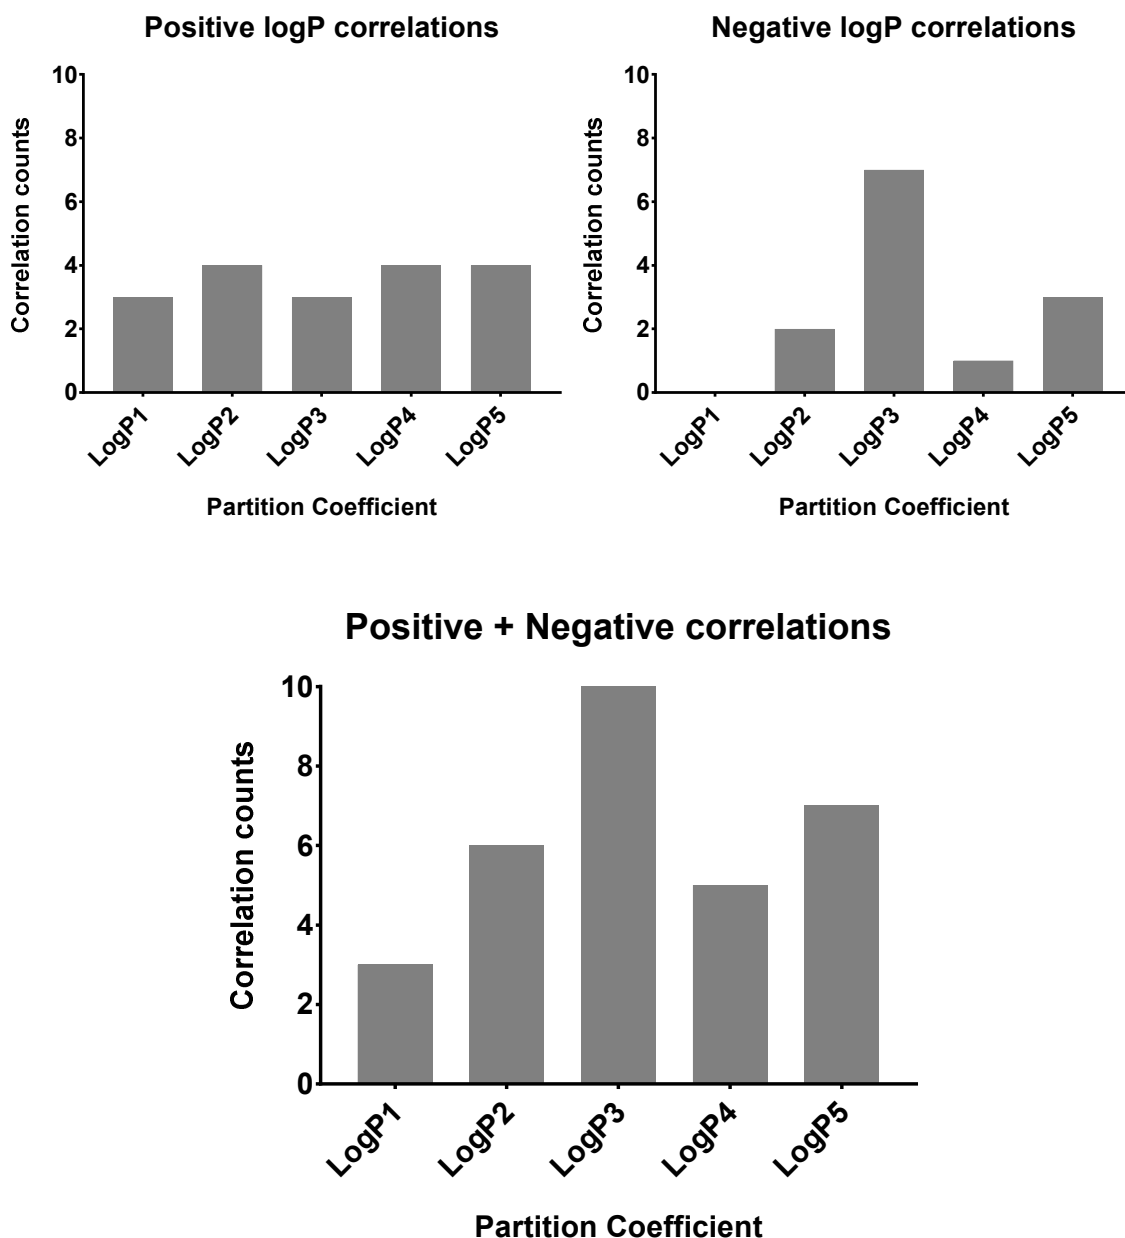 Positive logP correlations
Correlation counts
10
8
6
4
2
0
LogP1 LogP2 LogP3 LogP4 LogP5
Partition Coefficient
Negative logP correlations
Correlation counts
10
8
6
4
2
0
LogP1 LogP2 LogP3 LogP4 LogP5
Partition Coefficient
Positive + Negative correlations
Correlation counts
10
8
6
4
2
0
LogP1 LogP2 LogP3 LogP4 LogP5
Partition Coefficient